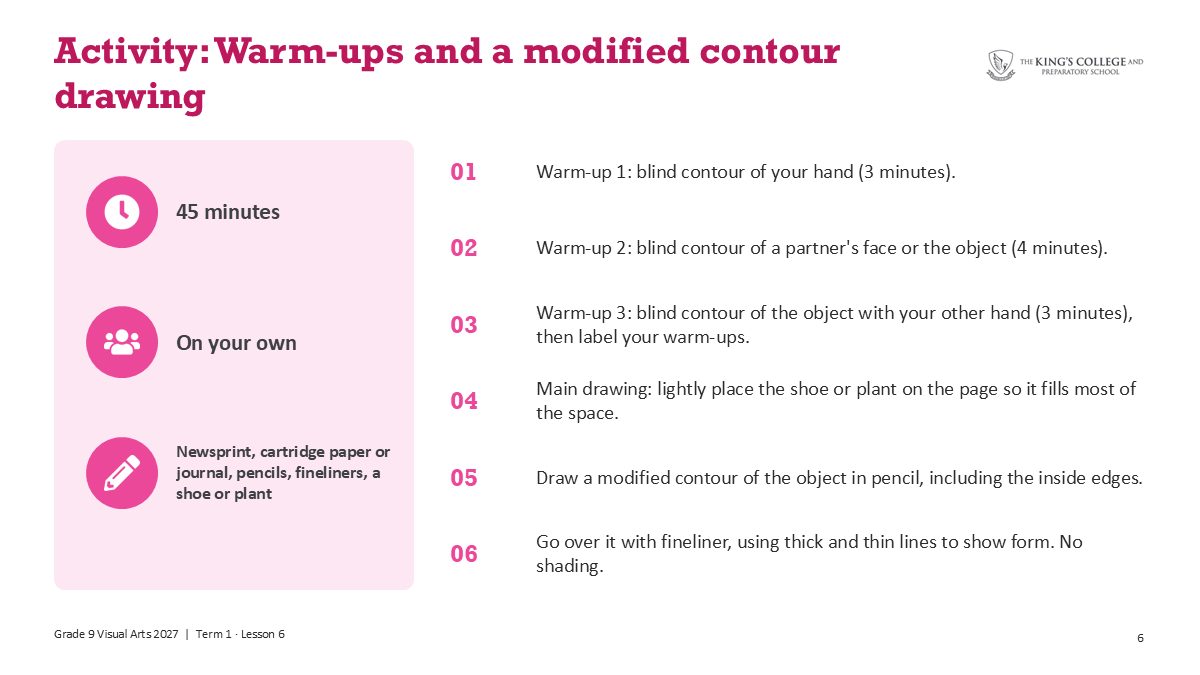 Activity: Warm-ups and a modified contour
drawing
THE KING'S COLLEGE AND
PREPARATORY SCHOOL
45 minutes
On your own
Newsprint, cartridge paper or
journal, pencils, fineliners, a
shoe or plant
01
Warm-up 1: blind contour of your hand (3 minutes).
02
Warm-up 2: blind contour of a partner's face or the object (4 minutes).
03
Warm-up 3: blind contour of the object with your other hand (3 minutes),
then label your warm-ups.
04
Main drawing: lightly place the shoe or plant on the page so it fills most of
the space.
05
Draw a modified contour of the object in pencil, including the inside edges.
06
Go over it with fineliner, using thick and thin lines to show form. No
shading.
Grade 9 Visual Arts 2027 | Term 1 · Lesson 6
6